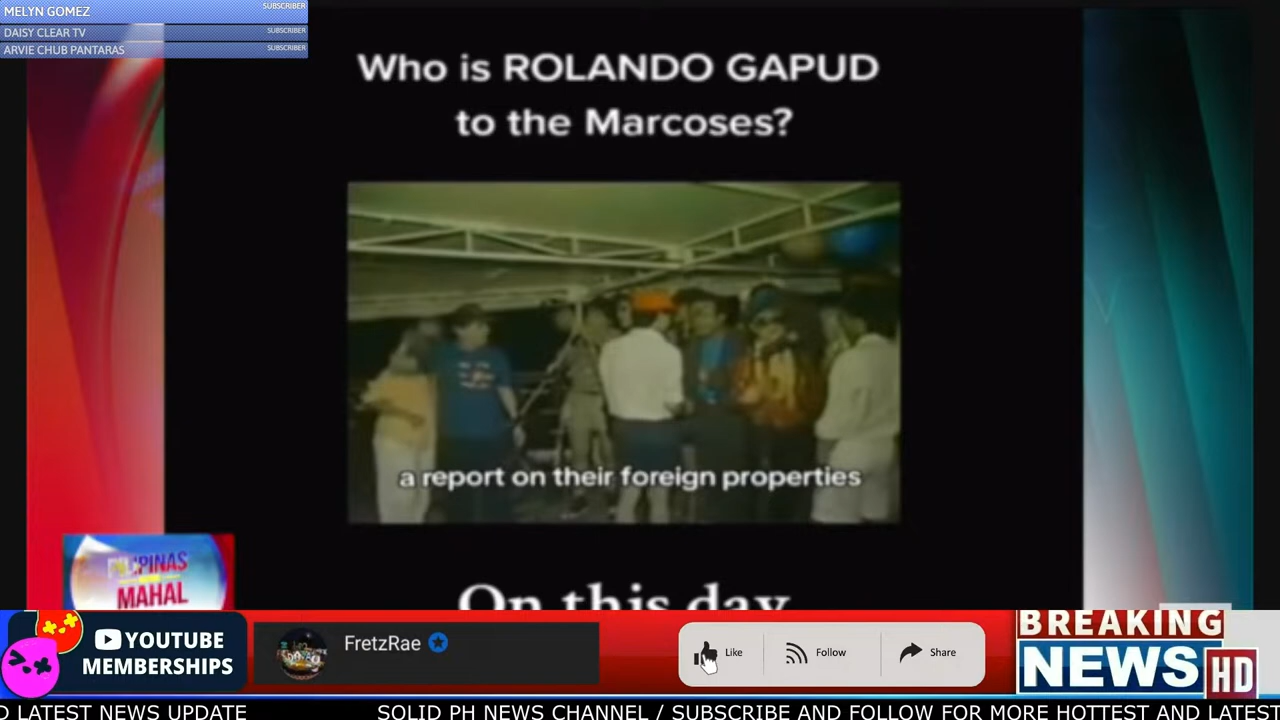 MELYN GOMEZ
SUBSCRIBER
DAISY CLEAR TV
SUBSCRIBER
ARVIE CHUB PANTARAS
SUBSCRIBER
Who is ROLANDO GAPUD
to the Marcoses?
a report on their foreign properties
On this day
PILIPINAS
MAHAL
YOUTUBE
MEMBERSHIPS
FretzRae
Like
Follow
Share
BREAKING
NEWS HD
D LATEST NEWS UPDATE
SOLID PH NEWS CHANNEL / SUBSCRIBE AND FOLLOW FOR MORE HOTTEST AND LATEST